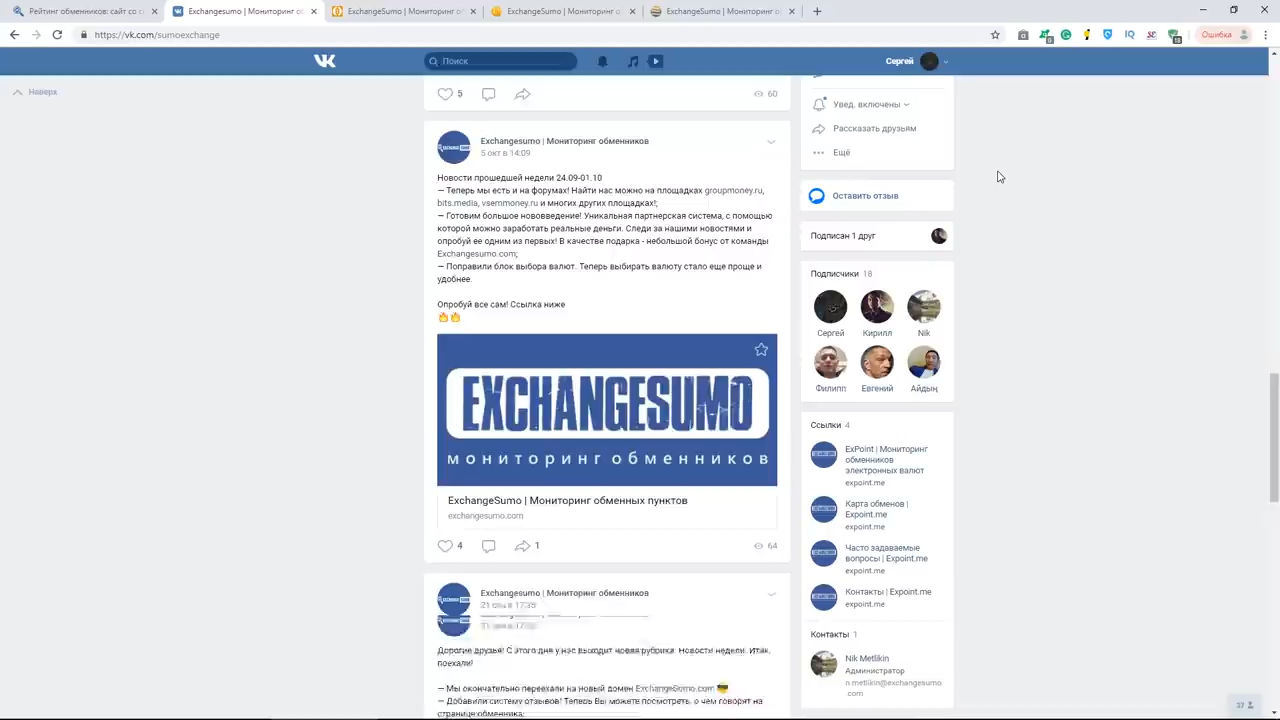 Рейтинг обменников: сайт со с
Exchangesumo | Мониторинг о
ExchangeSumo | Мониторинг о
ExchangeSumo | Мониторинг о
ExchangeSumo | Мониторинг о
https://vk.com/sumoexchange
Ошибка
Поиск
Сергей
Наверх
5
60
Exchangesumo | Мониторинг обменников
5 окт в 14:09
Новости прошедшей недели 24.09-01.10
— Теперь мы есть и на форумах! Найти нас можно на площадках groupmoney.ru,
bits.media, vsemmoney.ru и многих других площадках!;
— Готовим большое нововведение! Уникальная партнерская система, с помощью
которой можно заработать реальные деньги. Следи за нашими новостями и
опробуй ее одним из первых! В качестве подарка - небольшой бонус от команды
Exchangesumo.com;
— Поправили блок выбора валют. Теперь выбирать валюту стало еще проще и
удобнее.
Опробуй все сам! Ссылка ниже
EXCHANGESUMO
мониторинг обменников
ExchangeSumo | Мониторинг обменных пунктов
exchangesumo.com
4
1
64
Exchangesumo | Мониторинг обменников
Дорогие друзья! С этого дня у нас выходит новая рубрика: Новости недели. Итак,
поехали!
— Мы окончательно переехали на новый домен ExchangeSumo.com
— Добавили систему отзывов! Теперь Вы можете посмотреть о чем говорят на
странице обменника;
Увед. включены
Рассказать друзьям
Ещё
Оставить отзыв
Подписан 1 друг
Подписчики 18
Сергей Кирилл Nik
Филипп Евгений Айдың
Ссылки 4
ExPoint | Мониторинг
обменников
электронных валют
expoint.me
Карта обменов |
Expoint.me
expoint.me
Часто задаваемые
вопросы | Expoint.me
expoint.me
Контакты | Expoint.me
expoint.me
Контакты 1
Nik Metlikin
Администратор
n.metlikin@exchangesumo
.com
37